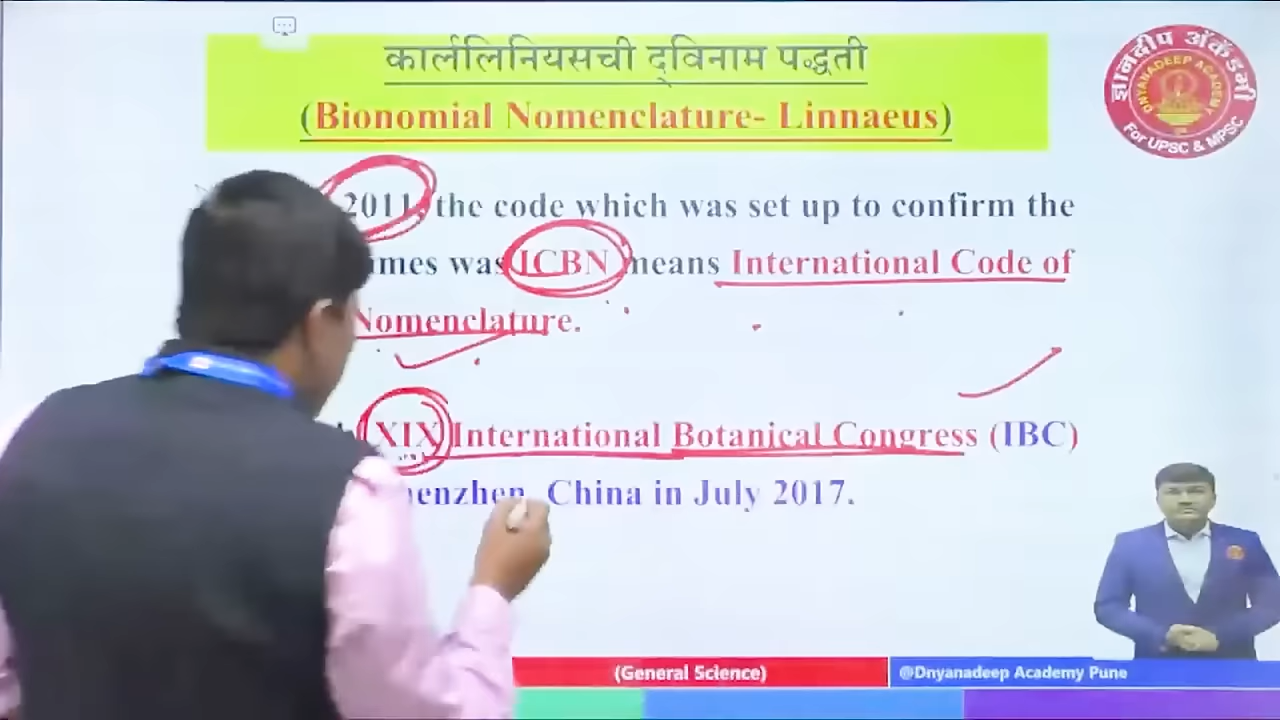 कार्ललिनियसची द्विनाम पद्धती
(Bionomial Nomenclature- Linnaeus)
2011, the code which was set up to confirm the
was ICBN means International Code of
Nomenclature.
XIX International Botanical Congress (IBC)
China in July 2017.
ज्ञानदीप अॅकॅडमी
DNYANADEEP ACADEMY
For UPSC & MPSC
(General Science)
@Dnyanadeep Academy Pune